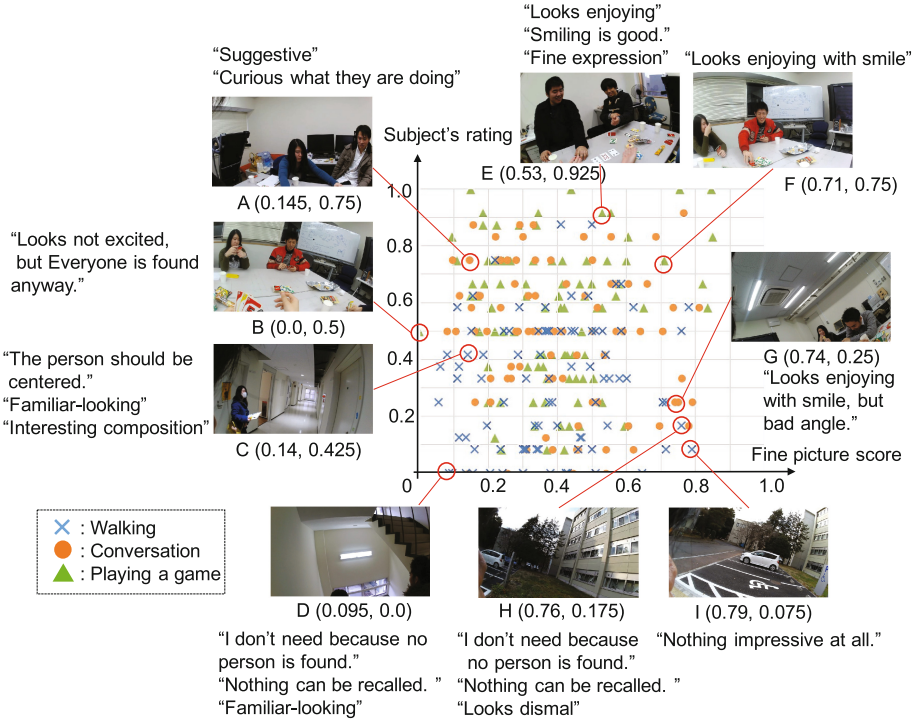 “Looks enjoying”
“Smiling is good.”
“Fine expression”
“Suggestive”
“Curious what they are doing”
“Looks enjoying with smile”
Subject’s rating
E (0.53, 0.925)
F (0.71, 0.75)
A (0.145, 0.75)
“Looks not excited,
but Everyone is found
anyway.”
B (0.0, 0.5)
G (0.74, 0.25)
“Looks enjoying
with smile, but
bad angle.”
“The person should be
centered.”
“Familiar-looking”
“Interesting composition”
C (0.14, 0.425)
1.0
0.8
0.6
0.4
0.2
0
0.2
0.4
0.6
0.8
1.0
Fine picture score
: Walking
: Conversation
: Playing a game
D (0.095, 0.0)
“I don’t need because no
person is found.”
“Nothing can be recalled. ”
“Familiar-looking”
H (0.76, 0.175)
“I don’t need because
no person is found.”
“Nothing can be recalled. ”
“Looks dismal”
I (0.79, 0.075)
“Nothing impressive at all.”